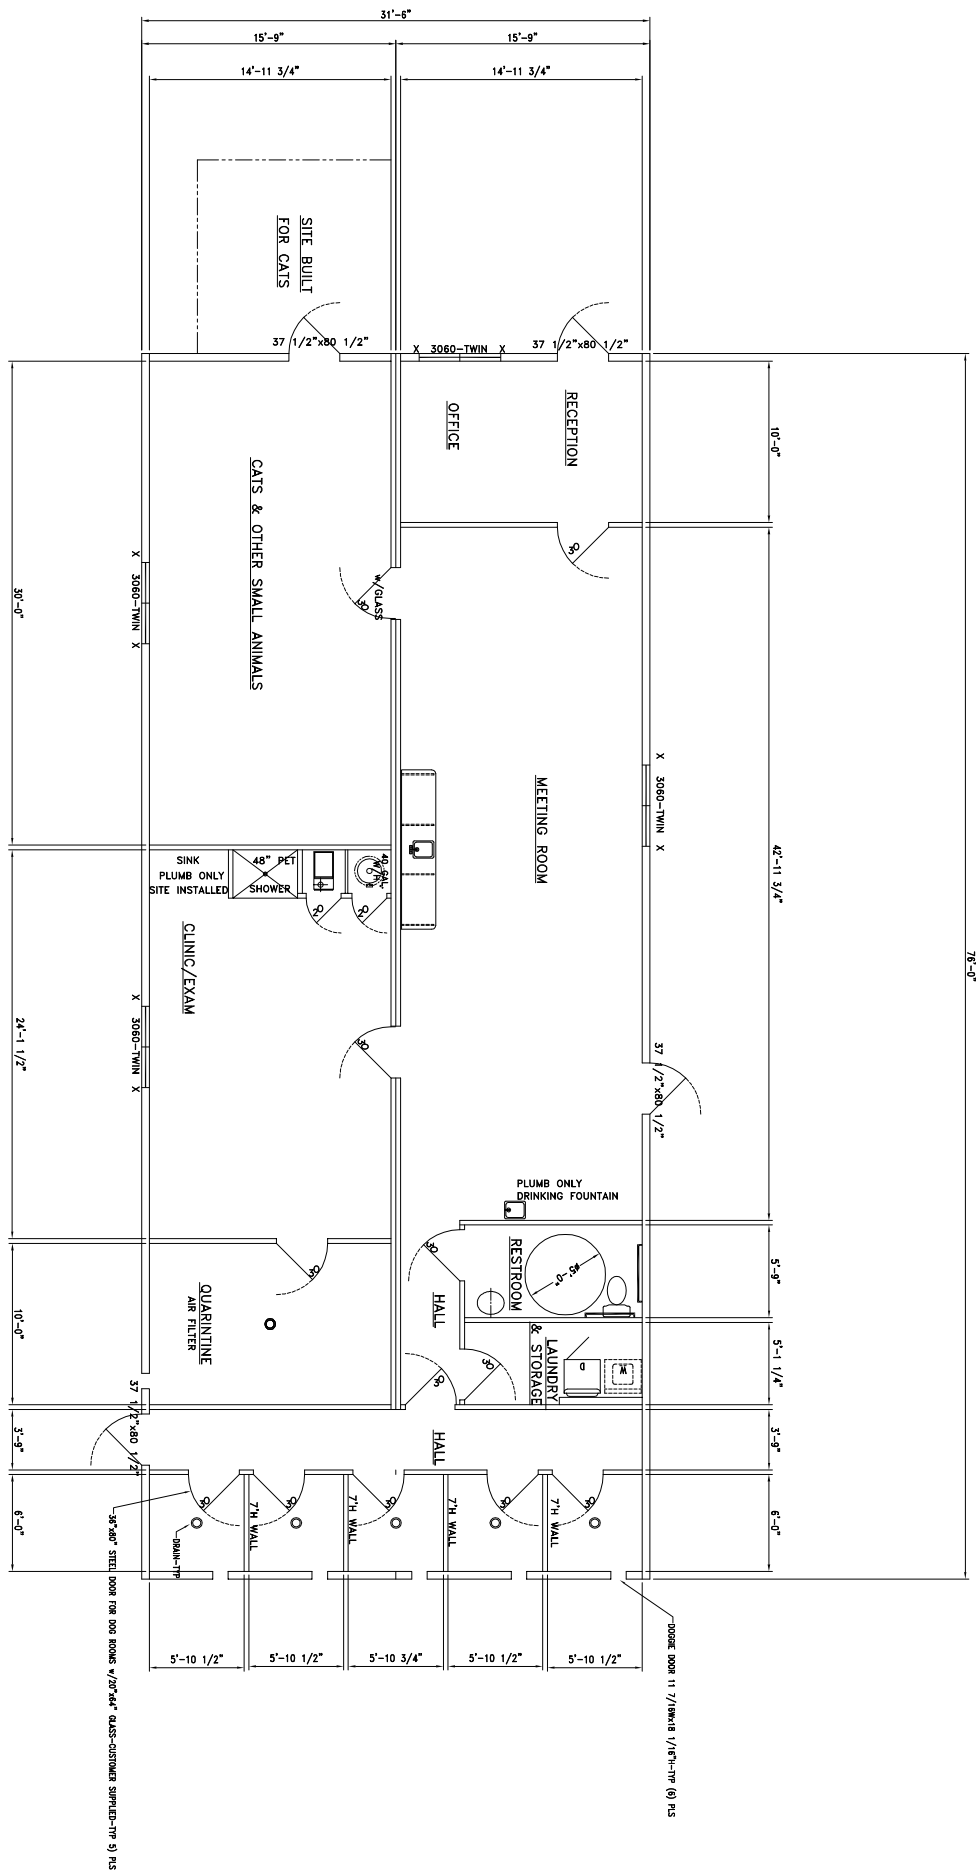 31'-6"
15'-9"
15'-9"
14'-11 3/4"
14'-11 3/4"
SITE BUILT
FOR CATS
37 1/2"x80 1/2"
X
3060-TWIN
X
37 1/2"x80 1/2"
OFFICE
RECEPTION
10'-0"
CATS & OTHER SMALL ANIMALS
30
w/GLASS
30
X
3060-TWIN
X
30'-0"
MEETING ROOM
X
3060-TWIN
X
42'-11 3/4"
76'-0"
SINK
PLUMB ONLY
SITE INSTALLED
48" PET
SHOWER
40 GAL
W/H
20
20
CLINIC/EXAM
X
3060-TWIN
X
24'-1 1/2"
30
37 1/2"x80 1/2"
PLUMB ONLY
DRINKING FOUNTAIN
30
RESTROOM
ø5'-0"
5'-9"
30
QUARINTINE
AIR FILTER
10'-0"
HALL
LAUNDRY
& STORAGE
D
W
5'-1 1/4"
30
30
37 1/2"x80 1/2"
HALL
3'-9"
3'-9"
30
30
30
30
30
7'H WALL
7'H WALL
7'H WALL
7'H WALL
6'-0"
6'-0"
DRAIN-TYP
36"x80" STEEL DOOR FOR DOG ROOMS w/20"x64" GLASS-CUSTOMER SUPPLIED-TYP 5) PLS
DOGGIE DOOR 11 7/16Wx18 1/16"H-TYP (6) PLS
5'-10 1/2"
5'-10 1/2"
5'-10 3/4"
5'-10 1/2"
5'-10 1/2"